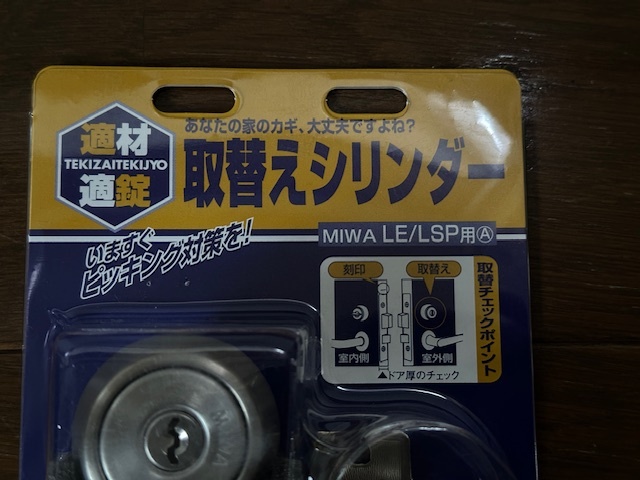 適材
TEKIZAITEKIJYO
適錠
あなたの家のカギ、大丈夫ですよね?
取替えシリンダー
いますぐ
ピッキング対策を!
MIWA LE/LSP用Ⓐ
刻印
取替え
室内側
室外側
▲ドア厚のチェック
取替チェックポイント
MIWA